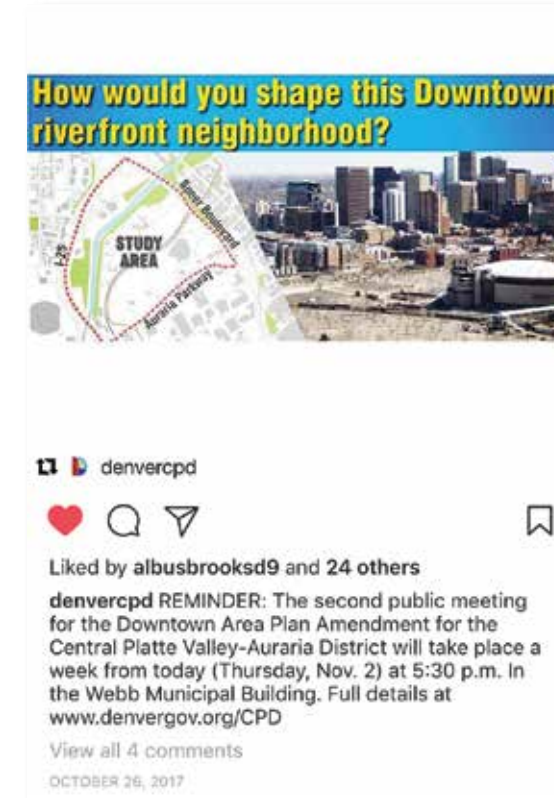 How would you shape this Downtown
riverfront neighborhood?
Speer Boulevard
STUDY
AREA
I-25
Auraria Parkway
denvercpd
Liked by albusbrooksd9 and 24 others
denvercpd REMINDER: The second public meeting
for the Downtown Area Plan Amendment for the
Central Platte Valley-Auraria District will take place a
week from today (Thursday, Nov. 2) at 5:30 p.m. In
the Webb Municipal Building. Full details at
www.denvergov.org/CPD
View all 4 comments
OCTOBER 26, 2017